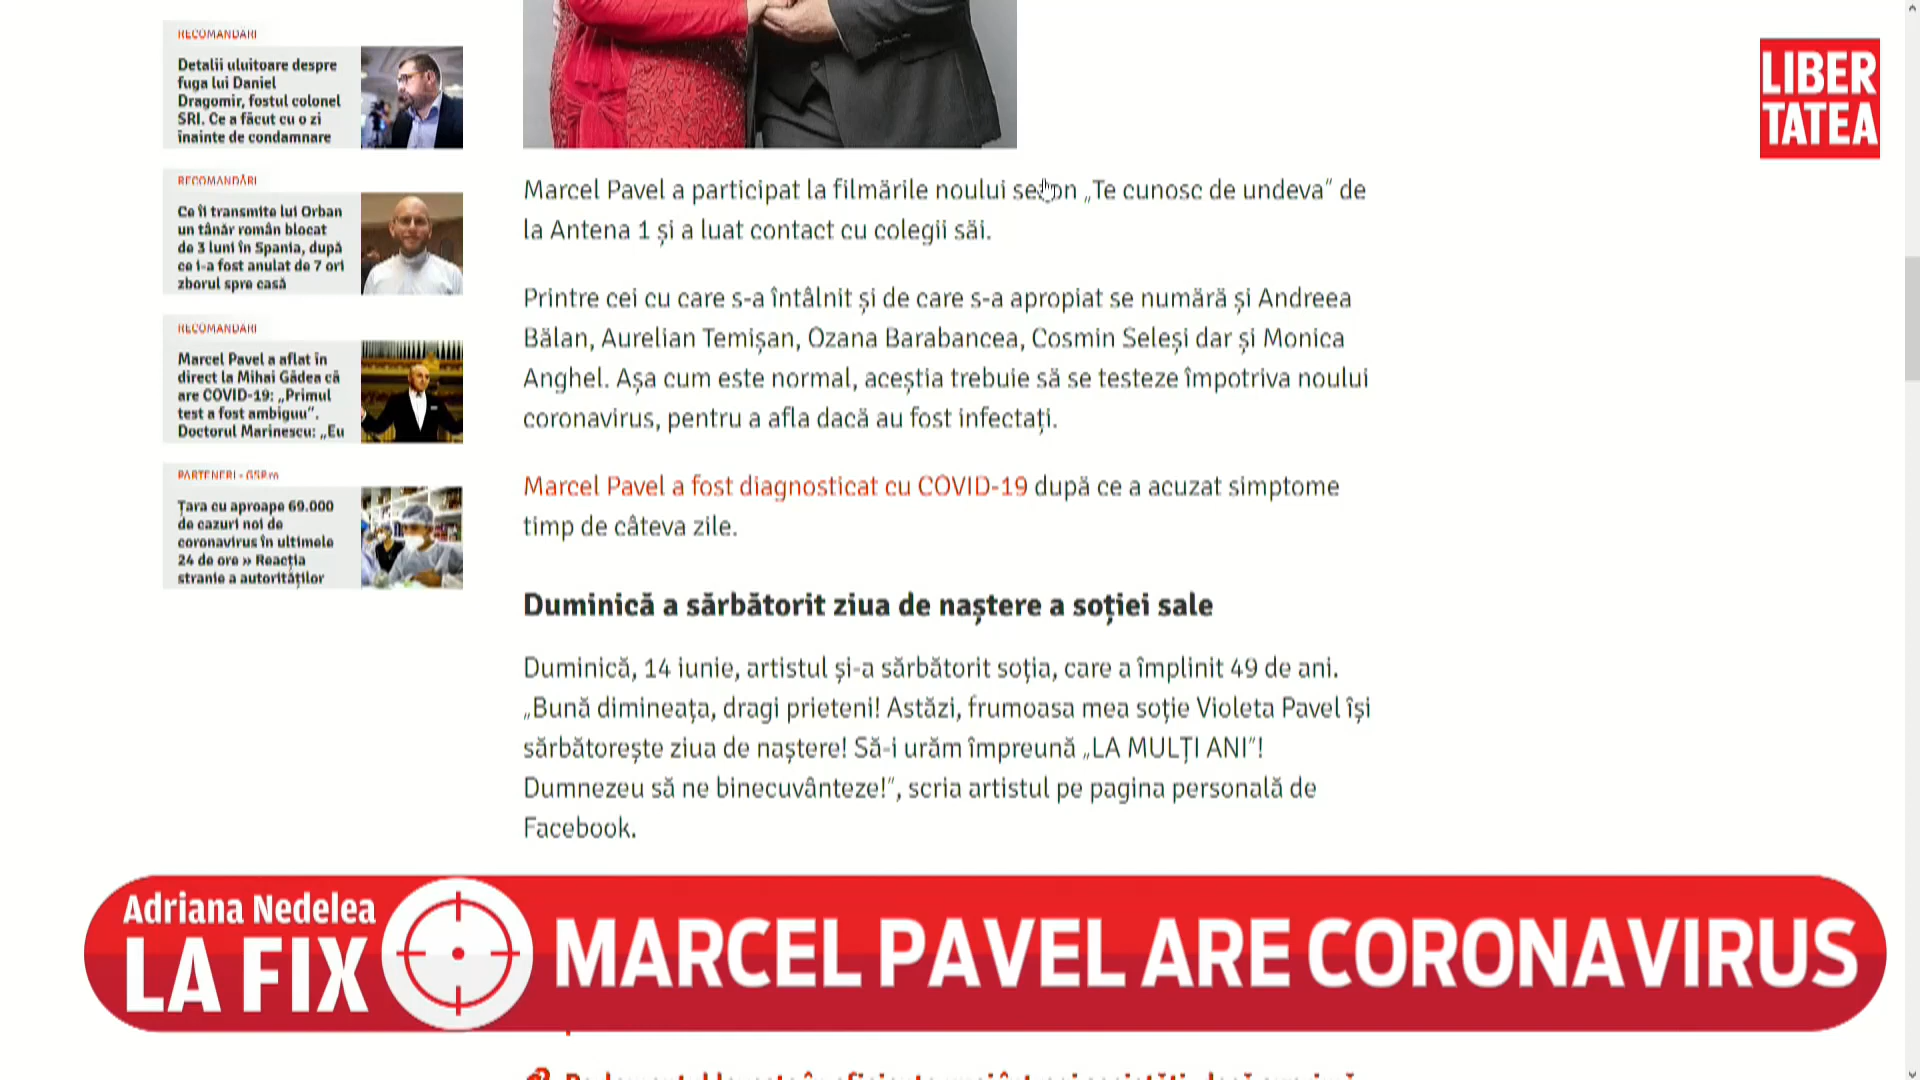 RECOMANDĂRI
Detalii uluitoare despre
fuga lui Daniel
Dragomir, fostul colonel
SRI. Ce a făcut cu o zi
înainte de condamnare
RECOMANDĂRI
Ce îi transmite lui Orban
un tânăr român blocat
de 3 luni în Spania, după
ce i-a fost anulat de 7 ori
zborul spre casă
RECOMANDĂRI
Marcel Pavel a aflat în
direct la Mihai Gâdea că
are COVID-19: „Primul
test a fost ambiguu”.
Doctorul Marinescu: „Eu
PARTENERI - GSP.ro
Țara cu aproape 69.000
de cazuri noi de
coronavirus în ultimele
24 de ore » Reacția
stranie a autorităților
LIBER
TATEA
Marcel Pavel a participat la filmările noului sezon „Te cunosc de undeva” de
la Antena 1 și a luat contact cu colegii săi.
Printre cei cu care s-a întâlnit și de care s-a apropiat se numără și Andreea
Bălan, Aurelian Temișan, Ozana Barabancea, Cosmin Seleși dar și Monica
Anghel. Așa cum este normal, aceștia trebuie să se testeze împotriva noului
coronavirus, pentru a afla dacă au fost infectați.
Marcel Pavel a fost diagnosticat cu COVID-19 după ce a acuzat simptome
timp de câteva zile.
Duminică a sărbătorit ziua de naștere a soției sale
Duminică, 14 iunie, artistul și-a sărbătorit soția, care a împlinit 49 de ani.
„Bună dimineața, dragi prieteni! Astăzi, frumoasa mea soție Violeta Pavel își
sărbătorește ziua de naștere! Să-i urăm împreună „LA MULȚI ANI”!
Dumnezeu să ne binecuvânteze!”, scria artistul pe pagina personală de
Facebook.
Adriana Nedelea
LA FIX
MARCEL PAVEL ARE CORONAVIRUS